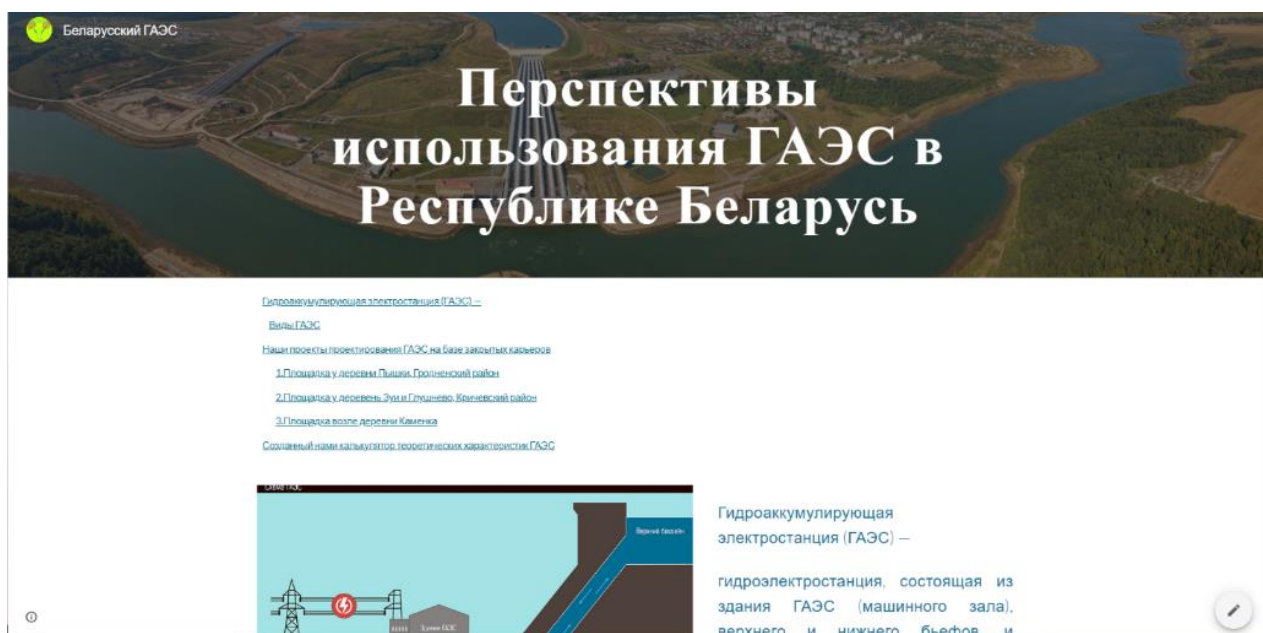 Беларусский ГАЭС
Перспективы
использования ГАЭС в
Республике Беларусь
Гидроаккумулирующая электростанция (ГАЭС) —
Виды ГАЭС
Наши проекты проектирования ГАЭС на базе закрытых карьеров
1.Площадка у деревни Пышки, Гродненский район
2.Площадка у деревень Зуи и Глушнево, Кричевский район
3.Площадка возле деревни Каменка
Созданный нами калькулятор теоретических характеристик ГАЭС
Схема ГАЭС
Верхний бассейн
Здание ГАЭС
Гидроаккумулирующая
электростанция (ГАЭС) —
гидроэлектростанция, состоящая из
здания ГАЭС (машинного зала),
верхнего и нижнего бьефов, и